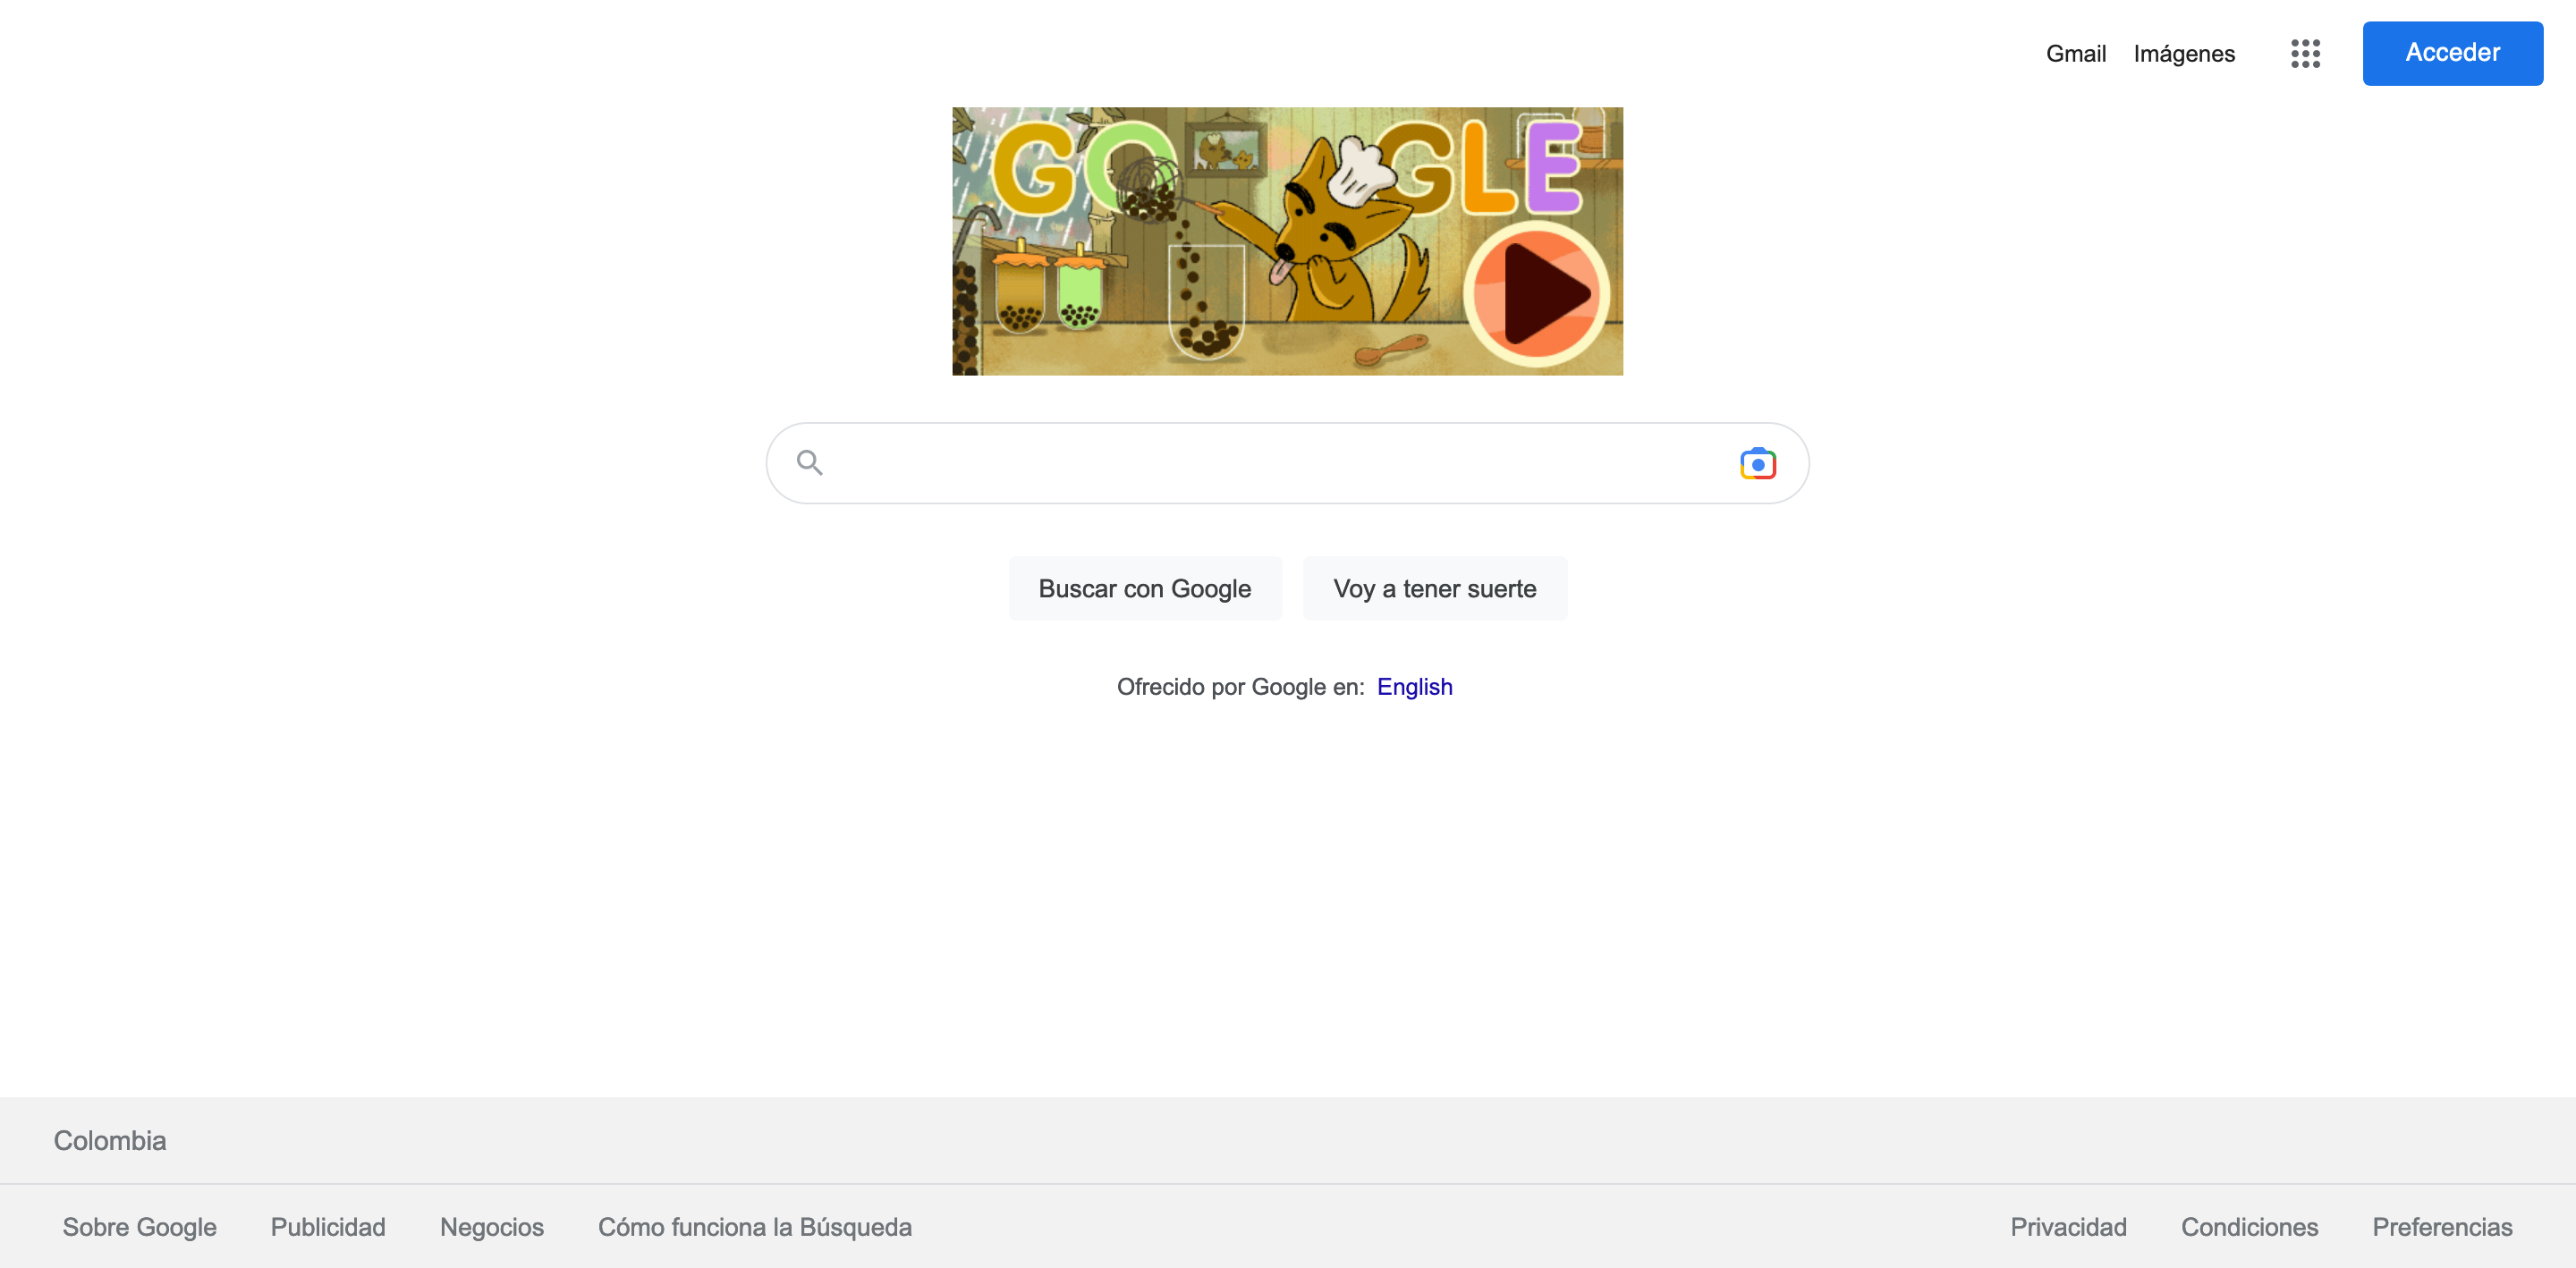 Gmail Imágenes Acceder
GOOGLE
Buscar con Google Voy a tener suerte
Ofrecido por Google en: English
Colombia
Sobre Google Publicidad Negocios Cómo funciona la Búsqueda Privacidad Condiciones Preferencias